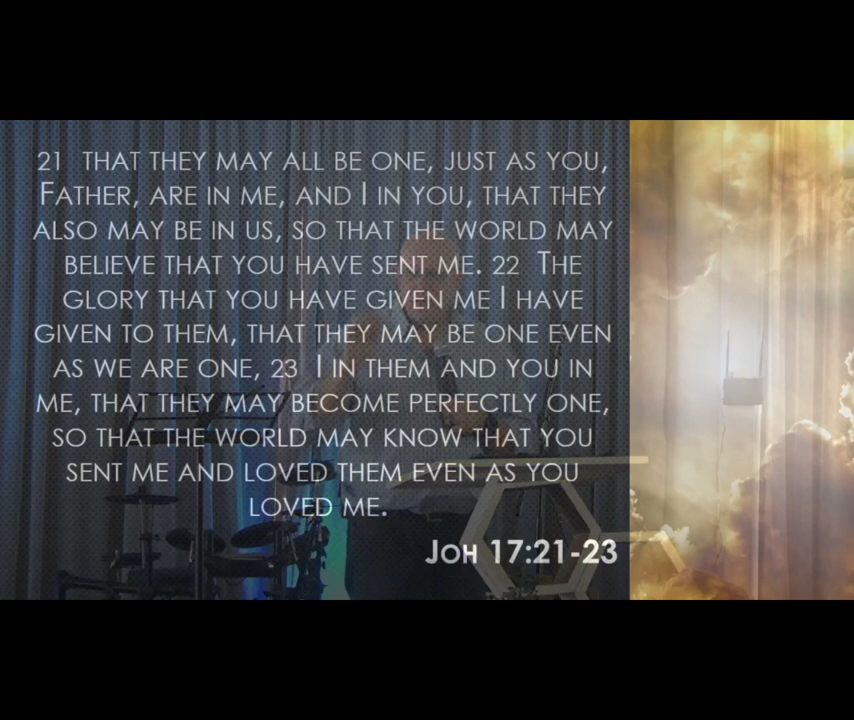 21 THAT THEY MAY ALL BE ONE, JUST AS YOU,
FATHER, ARE IN ME, AND I IN YOU, THAT THEY
ALSO MAY BE IN US, SO THAT THE WORLD MAY
BELIEVE THAT YOU HAVE SENT ME. 22 THE
GLORY THAT YOU HAVE GIVEN ME I HAVE
GIVEN TO THEM, THAT THEY MAY BE ONE EVEN
AS WE ARE ONE, 23 I IN THEM AND YOU IN
ME, THAT THEY MAY BECOME PERFECTLY ONE,
SO THAT THE WORLD MAY KNOW THAT YOU
SENT ME AND LOVED THEM EVEN AS YOU
LOVED ME.
JOH 17:21-23